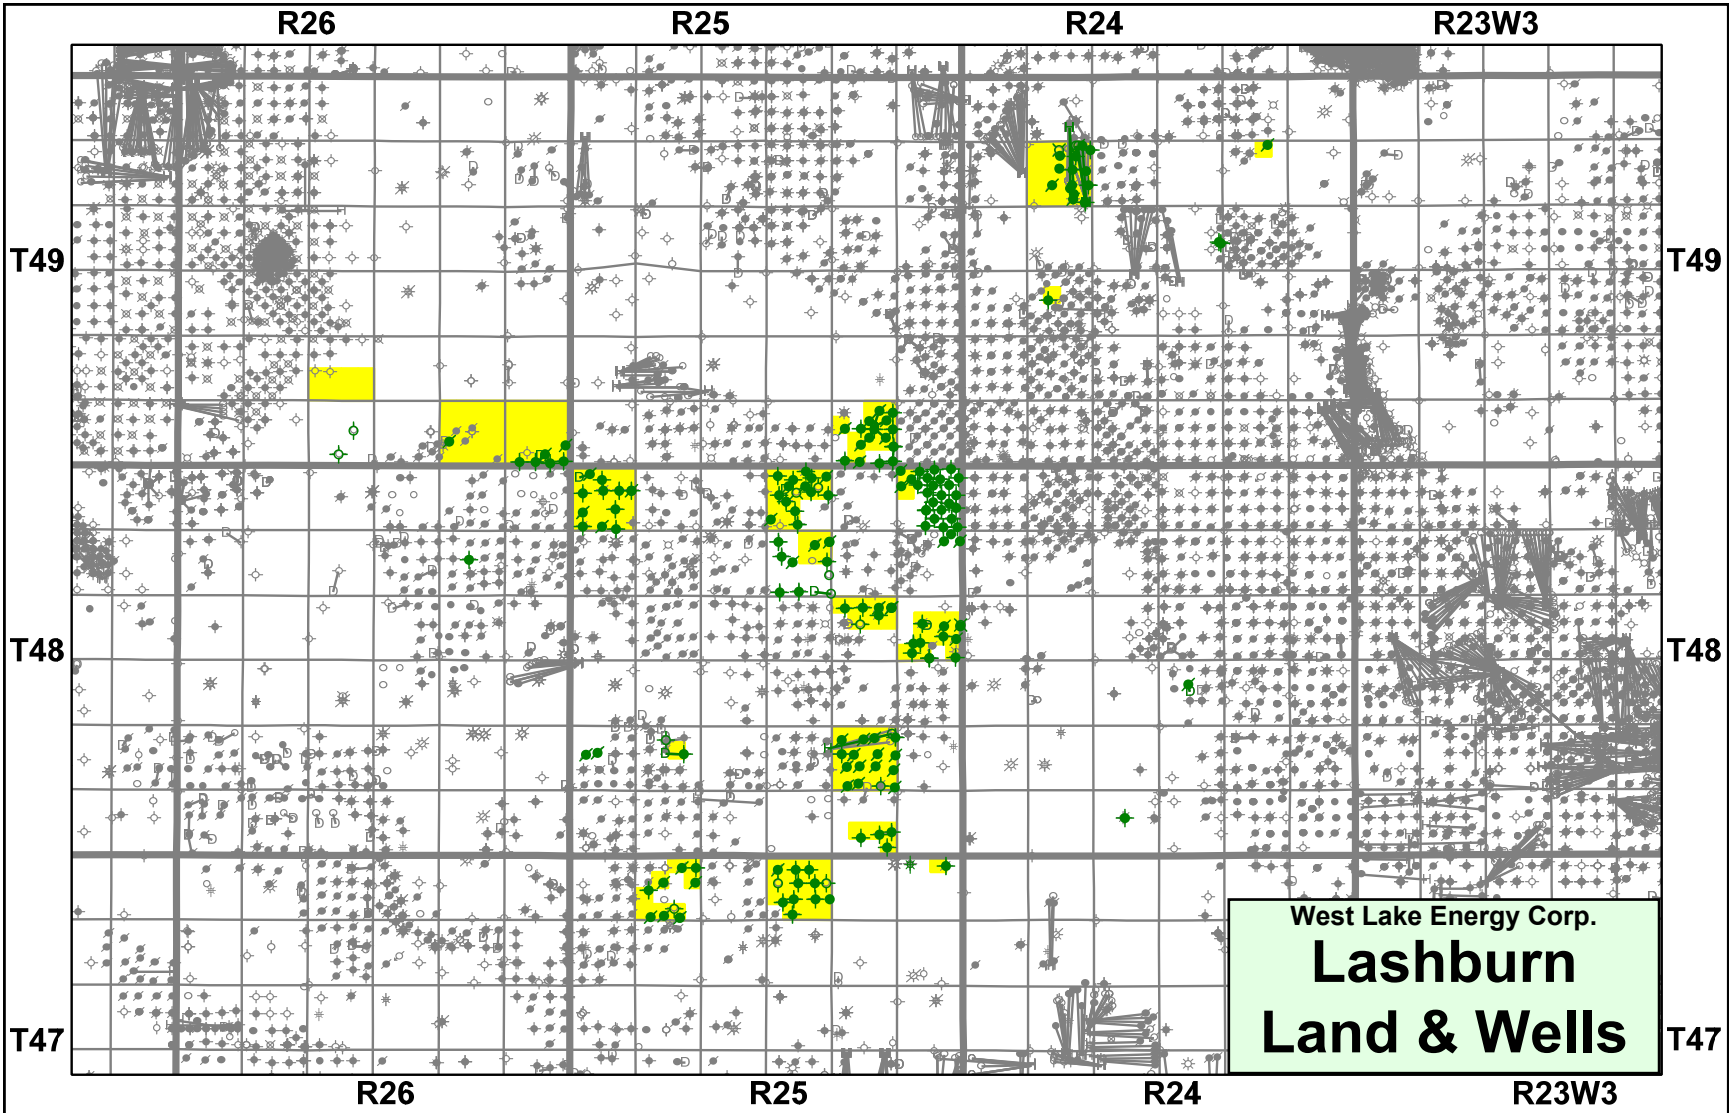 R26 R25 R24 R23W3
T49 T49
T48 T48
West Lake Energy Corp.
Lashburn
Land & Wells
T47 T47
R26 R25 R24 R23W3